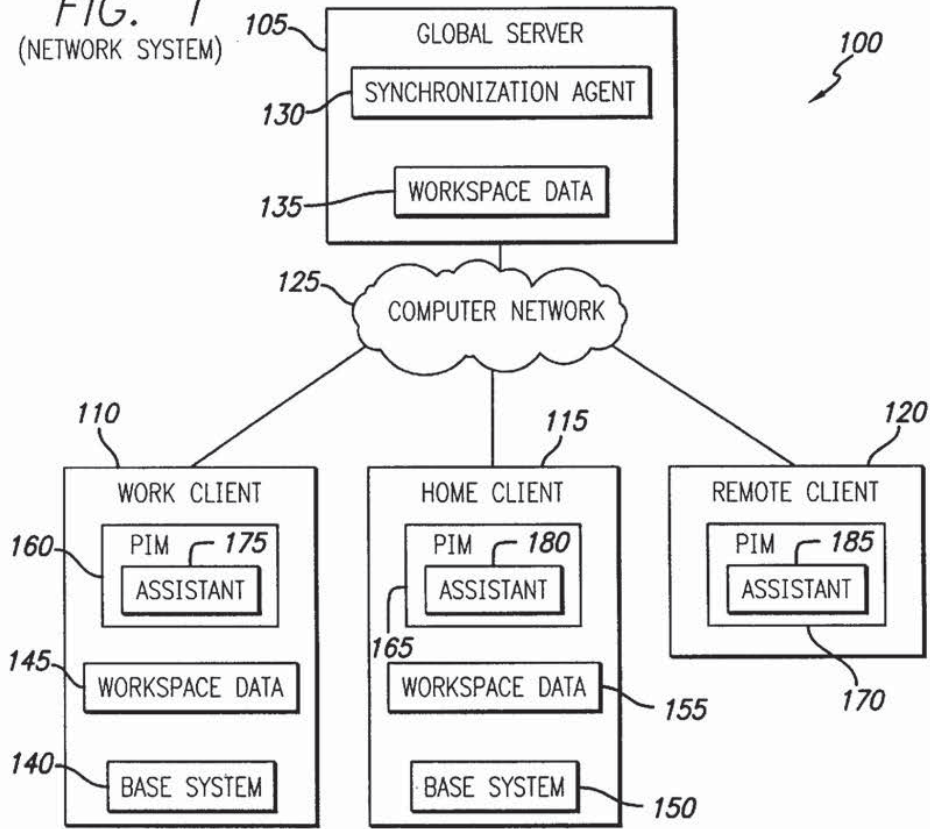 FIG. 1
(NETWORK SYSTEM)
105
GLOBAL SERVER
100
SYNCHRONIZATION AGENT
130
WORKSPACE DATA
135
125
COMPUTER NETWORK
110
115
120
WORK CLIENT
HOME CLIENT
REMOTE CLIENT
160
PIM
175
ASSISTANT
PIM
180
ASSISTANT
165
PIM
185
ASSISTANT
170
145
WORKSPACE DATA
WORKSPACE DATA
155
140
BASE SYSTEM
BASE SYSTEM
150